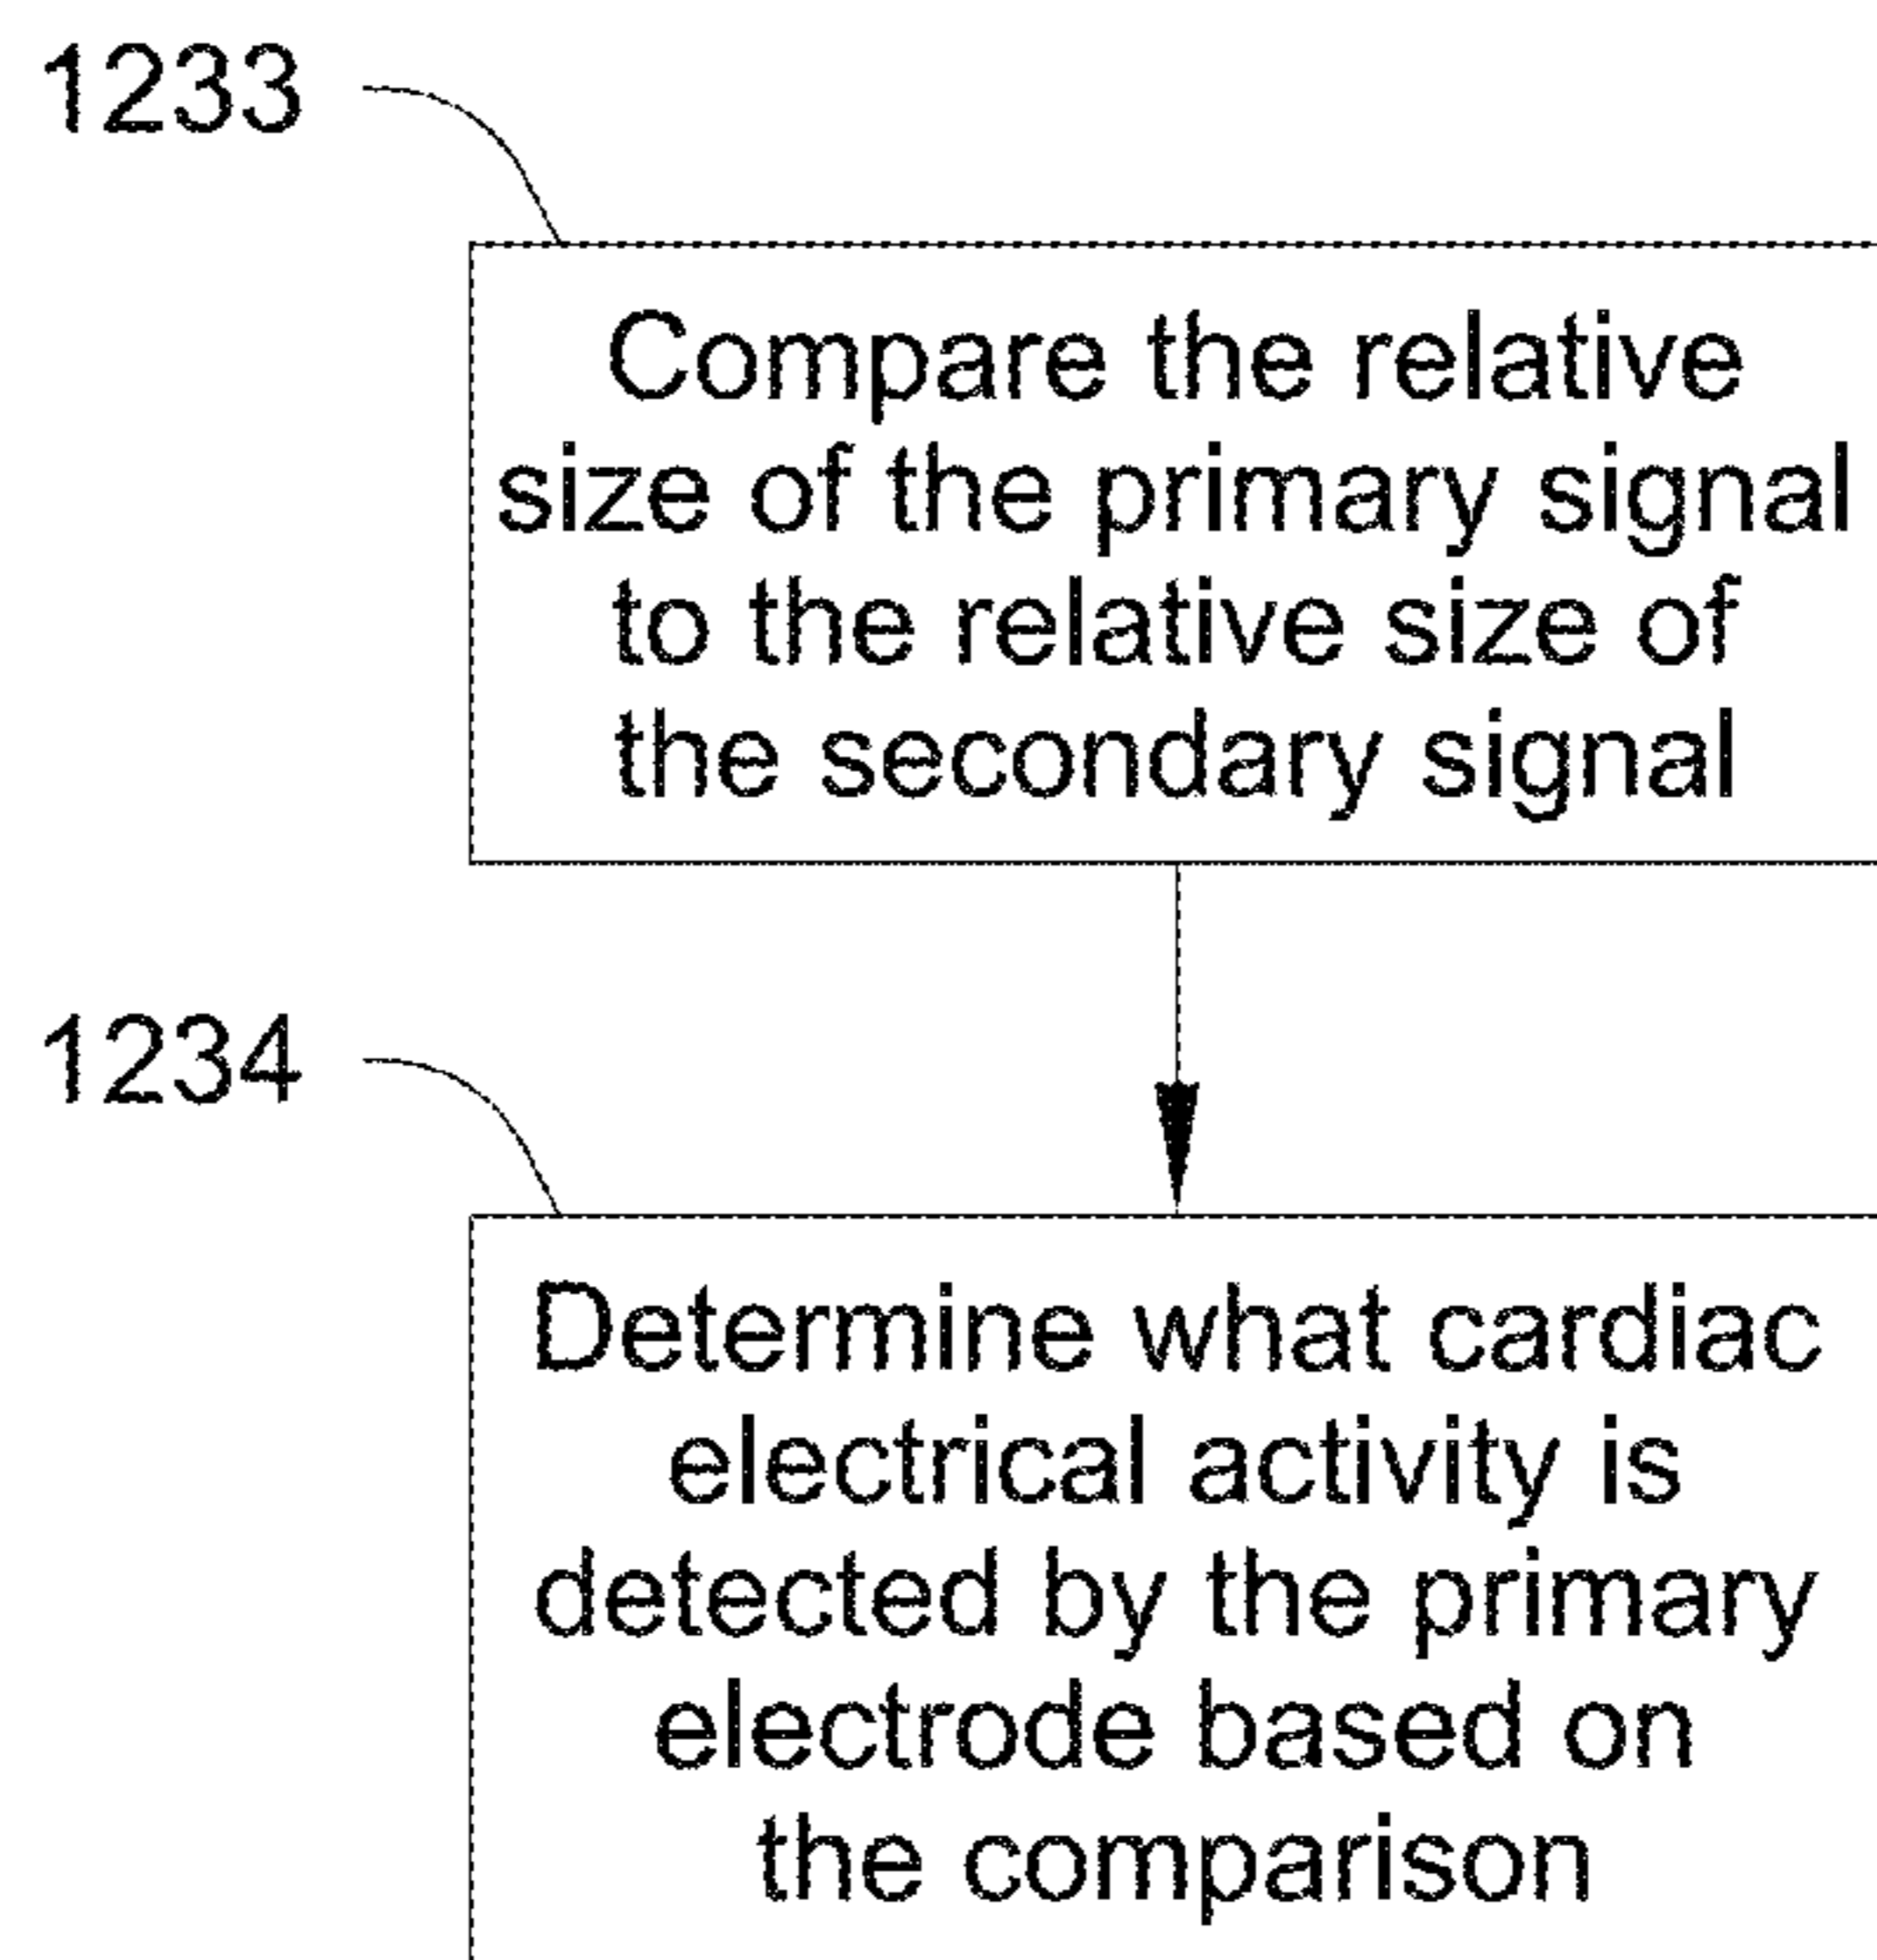 1233
Compare the relative
size of the primary signal
to the relative size of
the secondary signal
1234
Determine what cardiac
electrical activity is
detected by the primary
electrode based on
the comparison